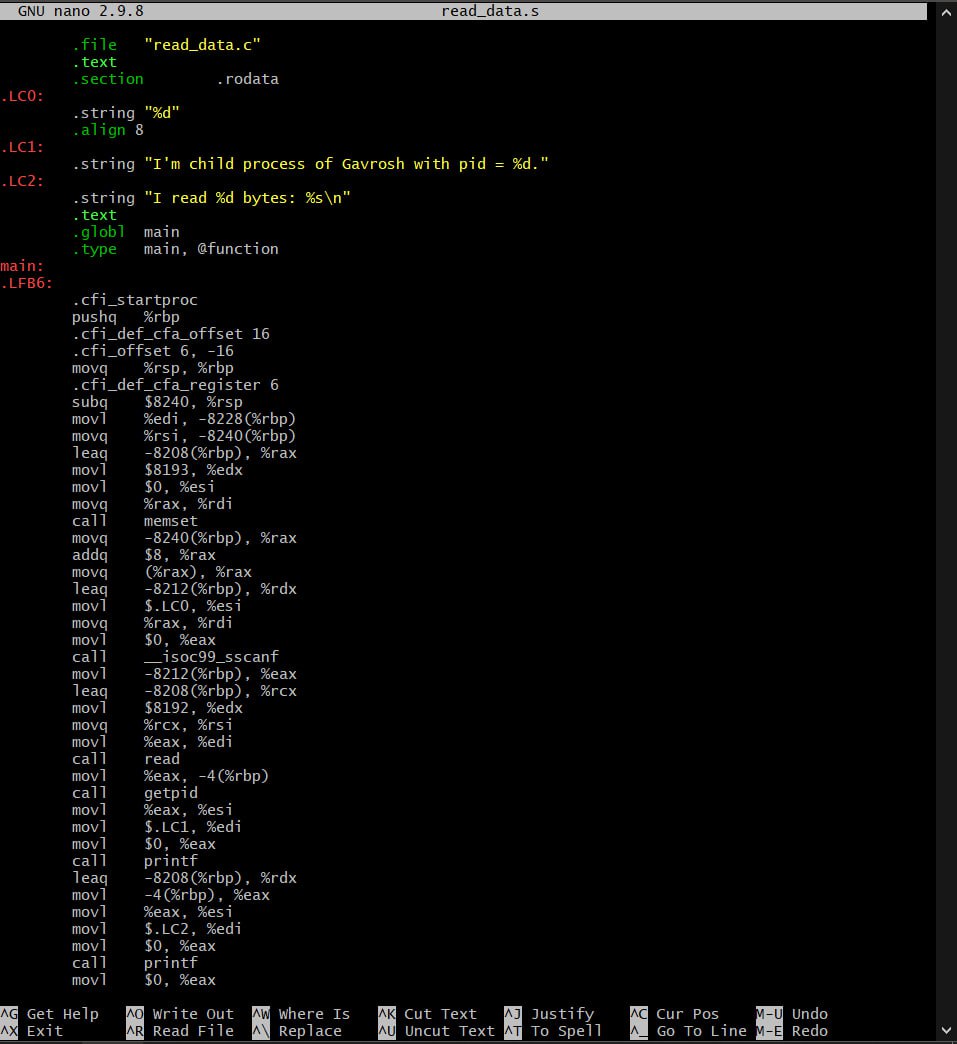 GNU nano 2.9.8 read_data.s
.file "read_data.c"
.text
.section .rodata
.LC0:
.string "%d"
.align 8
.LC1:
.string "I'm child process of Gavrosh with pid = %d."
.LC2:
.string "I read %d bytes: %s\n"
.text
.globl main
.type main, @function
main:
.LFB6:
.cfi_startproc
pushq %rbp
.cfi_def_cfa_offset 16
.cfi_offset 6, -16
movq %rsp, %rbp
.cfi_def_cfa_register 6
subq $8240, %rsp
movl %edi, -8228(%rbp)
movq %rsi, -8240(%rbp)
leaq -8208(%rbp), %rax
movl $8193, %edx
movl $0, %esi
movq %rax, %rdi
call memset
movq -8240(%rbp), %rax
addq $8, %rax
movq (%rax), %rax
leaq -8212(%rbp), %rdx
movl $.LC0, %esi
movq %rax, %rdi
movl $0, %eax
call __isoc99_sscanf
movl -8212(%rbp), %eax
leaq -8208(%rbp), %rcx
movl $8192, %edx
movq %rcx, %rsi
movl %eax, %edi
call read
movl %eax, -4(%rbp)
call getpid
movl %eax, %esi
movl $.LC1, %edi
movl $0, %eax
call printf
leaq -8208(%rbp), %rdx
movl -4(%rbp), %eax
movl %eax, %esi
movl $.LC2, %edi
movl $0, %eax
call printf
movl $0, %eax
^G Get Help ^O Write Out ^W Where Is ^K Cut Text ^J Justify ^C Cur Pos M-U Undo
^X Exit ^R Read File ^\ Replace ^U Uncut Text ^T To Spell ^_ Go To Line M-E Redo